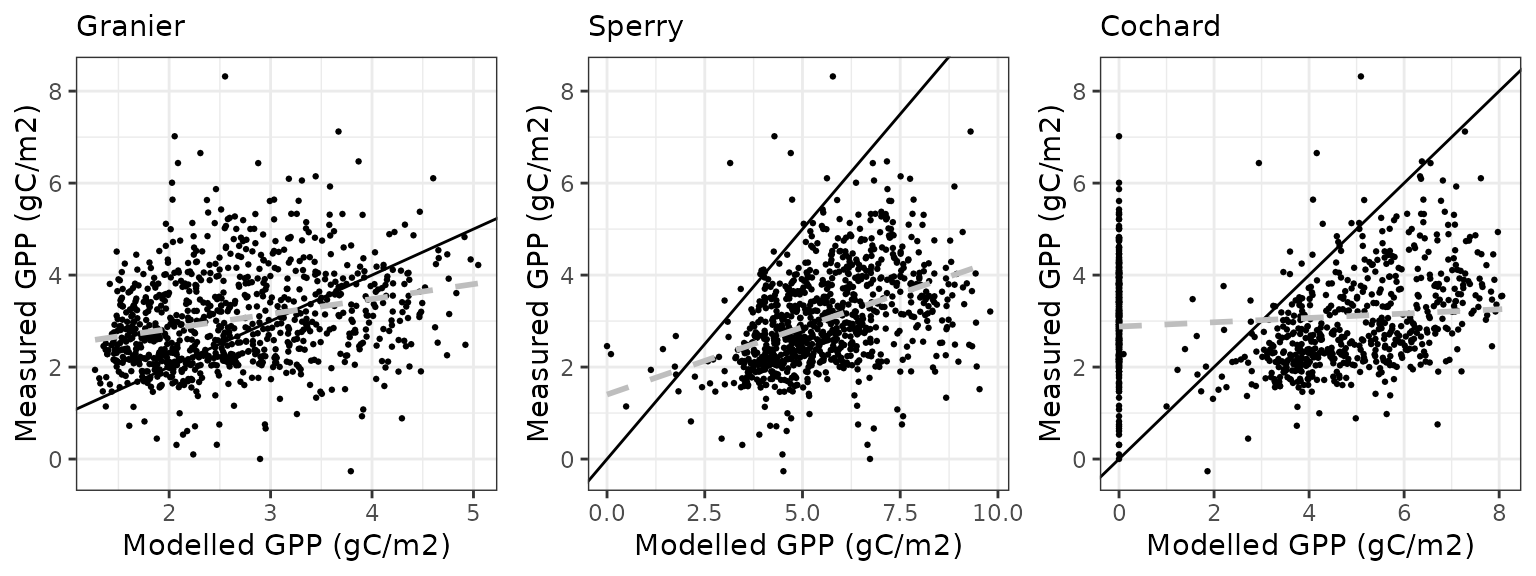 Granier
Measured GPP (gC/m2)
8
6
4
2
0
2 3 4 5
Modelled GPP (gC/m2)
Sperry
Measured GPP (gC/m2)
8
6
4
2
0
0.0 2.5 5.0 7.5 10.0
Modelled GPP (gC/m2)
Cochard
Measured GPP (gC/m2)
8
6
4
2
0
0 2 4 6 8
Modelled GPP (gC/m2)